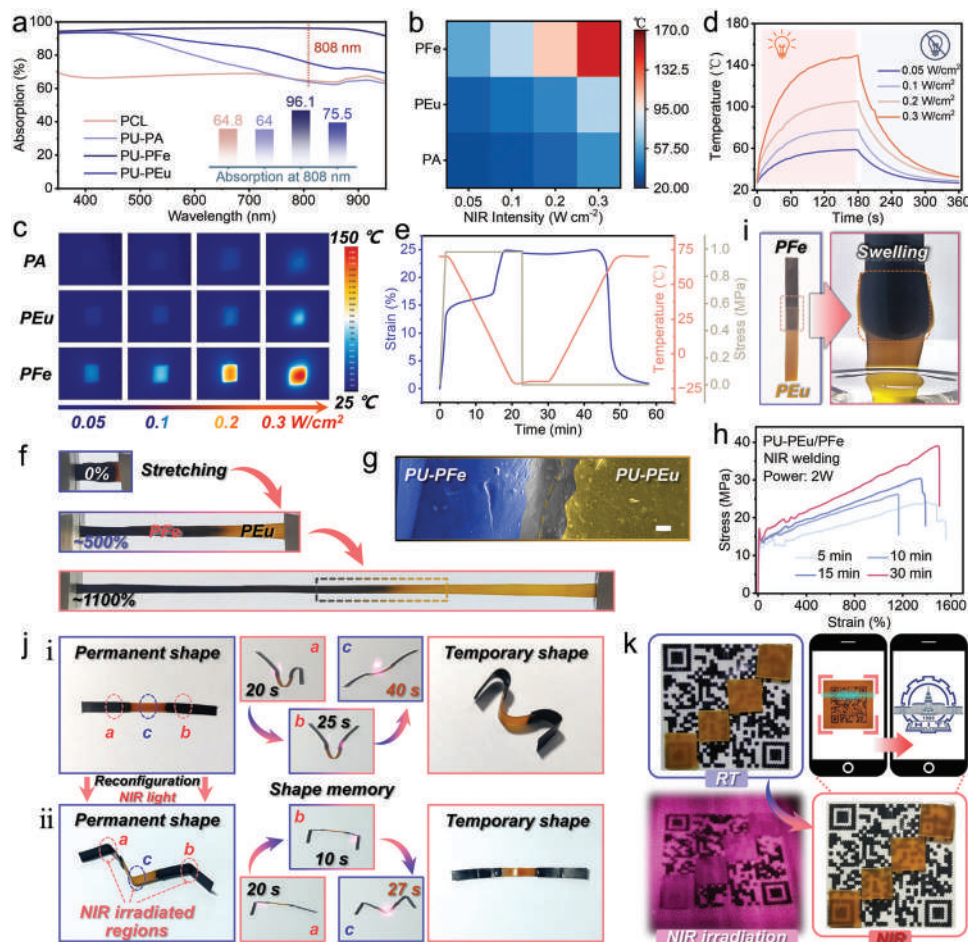 a
Absorption (%)
100
80
60
40
20
0
808 nm
PCL
PU-PA
PU-PFe
PU-PEu
64.8
64
96.1
75.5
Absorption at 808 nm
400 500 600 700 800 900
Wavelength (nm)
b
PFe
PEu
PA
0.05 0.1 0.2 0.3
NIR Intensity (W cm⁻²)
℃
170.0
132.5
95.00
57.50
20.00
d
Temperature (℃)
180
140
100
60
20
0.05 W/cm²
0.1 W/cm²
0.2 W/cm²
0.3 W/cm²
0 60 120 180 240 300 360
Time (s)
c
PA
PEu
PFe
150 ℃
25 ℃
0.05 0.1 0.2 0.3 W/cm²
e
Strain (%)
25
20
15
10
5
0
0 10 20 30 40 50 60
Time (min)
75
50
25
0
−25
Temperature (℃)
1.0
0.8
0.6
0.4
0.2
0.0
Stress (MPa)
i
PFe
PEu
Swelling
f
0%
Stretching
PFe
PEu
~500%
~1100%
g
PU-PFe
PU-PEu
h
PU-PEu/PFe
NIR welding
Power: 2W
Stress (MPa)
40
30
20
10
0
5 min
10 min
15 min
30 min
0 400 800 1200 1600
Strain (%)
j
i
Permanent shape
a
c
b
a
20 s
b
25 s
c
40 s
Temporary shape
Reconfiguration
NIR light
Shape memory
ii
Permanent shape
a
c
b
NIR irradiated
regions
20 s
a
b
10 s
27 s
c
Temporary shape
k
RT
NIR irradiation
NIR